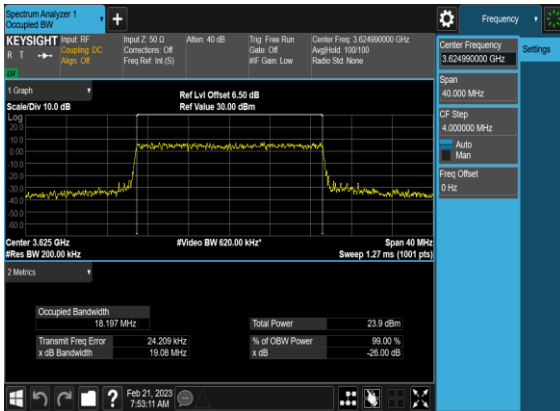 Spectrum Analyzer 1
Occupied BW
+
Frequency
KEYSIGHT
R T
LM
Input: RF
Coupling: DC
Align: Off
Input Z: 50 Ω
Corrections: Off
Freq Ref: Int (S)
Atten: 40 dB
Trig: Free Run
Gate: Off
#IF Gain: Low
Center Freq: 3.624990000 GHz
Avg|Hold: 100/100
Radio Std: None
Center Frequency
3.624990000 GHz
Settings
Span
40.000 MHz
CF Step
4.000000 MHz
Auto
Man
Freq Offset
0 Hz
1 Graph
Scale/Div 10.0 dB
Ref Lvl Offset 6.50 dB
Ref Value 30.00 dBm
Log
20.0
10.0
0.00
-10.0
-20.0
-30.0
-40.0
-50.0
-60.0
Center 3.625 GHz
#Res BW 200.00 kHz
#Video BW 620.00 kHz*
Span 40 MHz
Sweep 1.27 ms (1001 pts)
2 Metrics
Occupied Bandwidth
18.197 MHz
Transmit Freq Error 24.209 kHz
x dB Bandwidth 19.08 MHz
Total Power 23.9 dBm
% of OBW Power 99.00 %
x dB -26.00 dB
?
Feb 21, 2023
7:53:11 AM